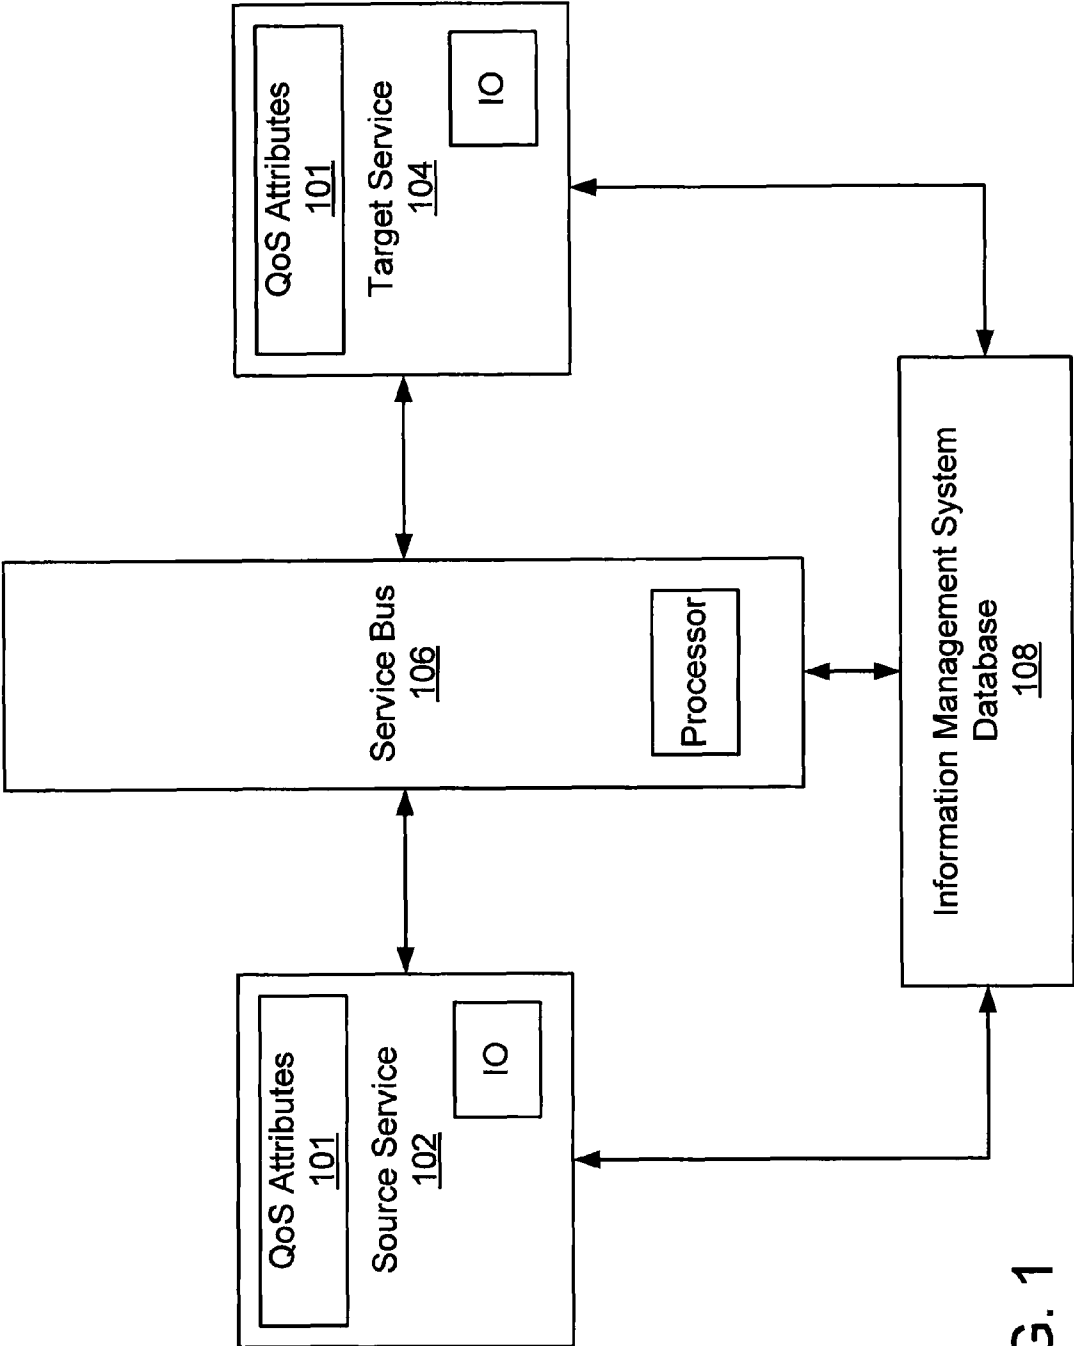 QoS Attributes
101
Source Service
102
IO
Service Bus
106
Processor
QoS Attributes
101
Target Service
104
IO
Information Management System
Database
108
G. 1